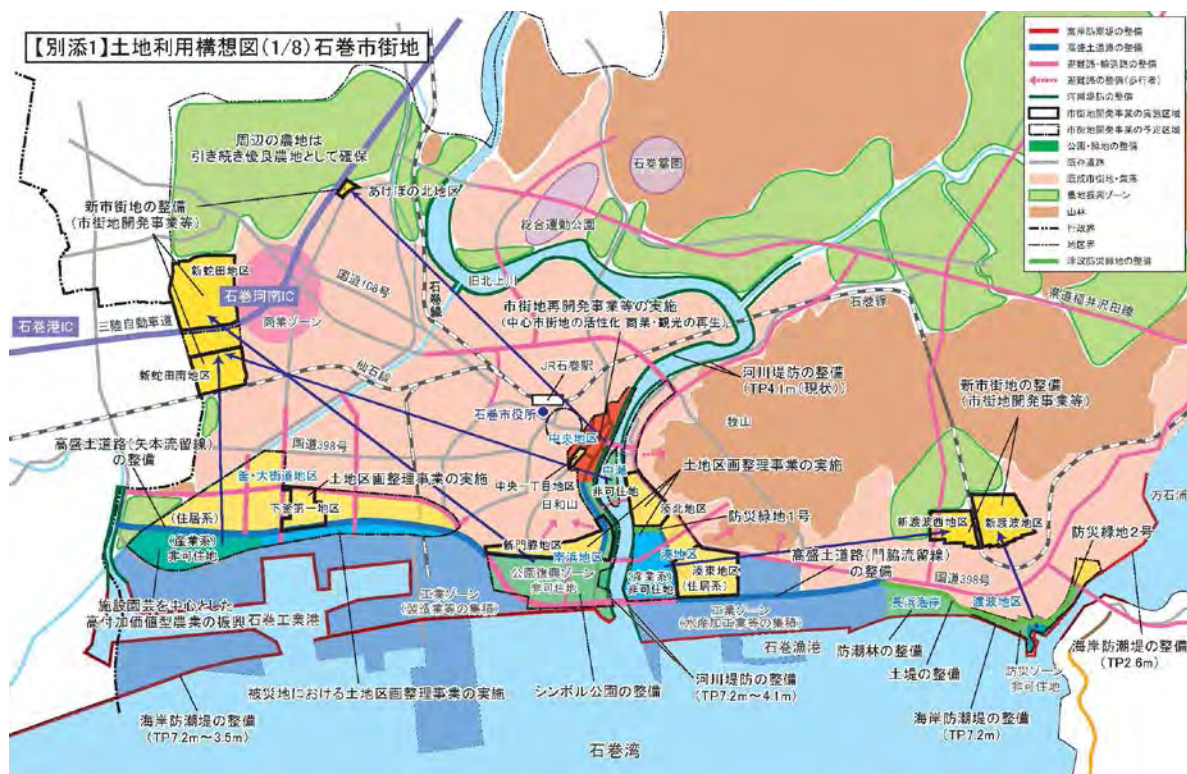 【別添1】土地利用構想図(1/8)石巻市街地
海岸防潮堤の整備
高盛土道路の整備
避難路・輸送路の整備
避難路の整備(歩行者)
河川堤防の整備
市街地開発事業の実施区域
市街地開発事業の予定区域
公園・緑地の整備
既存道路
既成市街地・集落
農地振興ゾーン
山林
行政界
地区界
津波防災緑地の整備
周辺の農地は
引き続き優良農地として確保
あけぼの北地区
新市街地の整備
(市街地開発事業等)
石巻霊園
総合運動公園
新蛇田地区
国道108号
石巻線
旧北上川
石巻河南IC
石巻港IC
三陸自動車道
商業ゾーン
市街地再開発事業等の実施
(中心市街地の活性化 商業・観光の再生)
石巻線
県道稲井沢田線
新蛇田南地区
仙石線
JR石巻駅
河川堤防の整備
(TP4.1m(現状))
新市街地の整備
(市街地開発事業等)
石巻市役所
牧山
高盛土道路(矢本流留線)
の整備
国道398号
中央地区
中瀬
土地区画整理事業の実施
釜・大街道地区
土地区画整理事業の実施
中央一丁目地区
非可住地
万石浦
(住居系)
下釜第一地区
日和山
湊北地区
新渡波西地区
新渡波地区
防災緑地1号
防災緑地2号
(産業系)
非可住地
新門脇地区
南浜地区
湊地区
高盛土道路(門脇流留線)
の整備
公園復興ゾーン
非可住地
(産業系)
非可住地
湊東地区
(住居系)
国道398号
施設園芸を中心とした
高付加価値型農業の振興
石巻工業港
工業ゾーン
(製造業等の集積)
工業ゾーン
(水産加工業等の集積)
長浜海岸
渡波地区
石巻漁港
防潮林の整備
海岸防潮堤の整備
(TP2.6m)
被災地における土地区画整理事業の実施
シンボル公園の整備
河川堤防の整備
(TP7.2m～4.1m)
土堤の整備
防災ゾーン
非可住地
海岸防潮堤の整備
(TP7.2m～3.5m)
海岸防潮堤の整備
(TP7.2m)
石巻湾